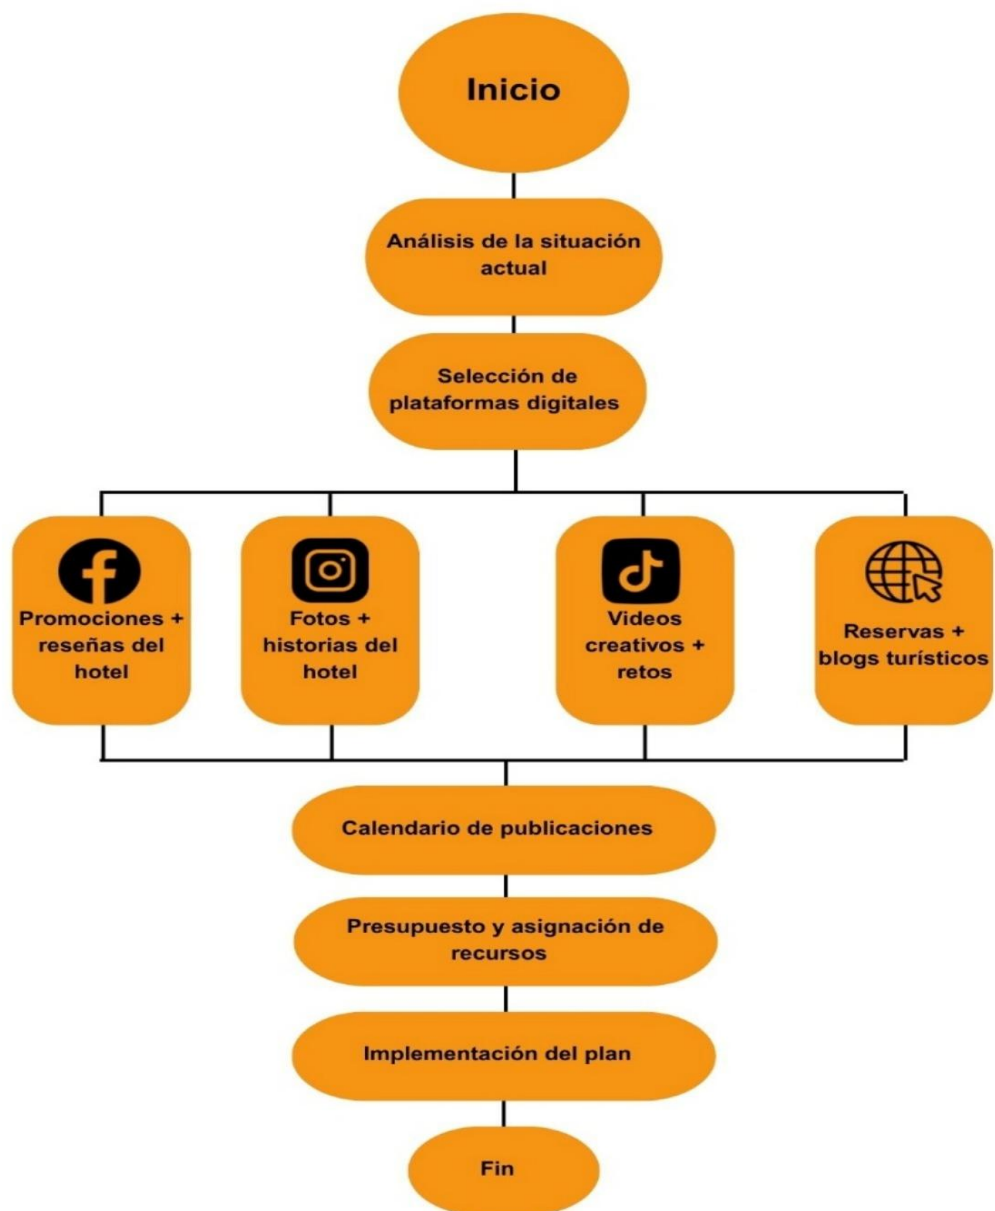 Inicio
Análisis de la situación
actual
Selección de
plataformas digitales
Promociones +
reseñas del
hotel
Fotos +
historias del
hotel
Videos
creativos +
retos
Reservas +
blogs turísticos
Calendario de publicaciones
Presupuesto y asignación de
recursos
Implementación del plan
Fin